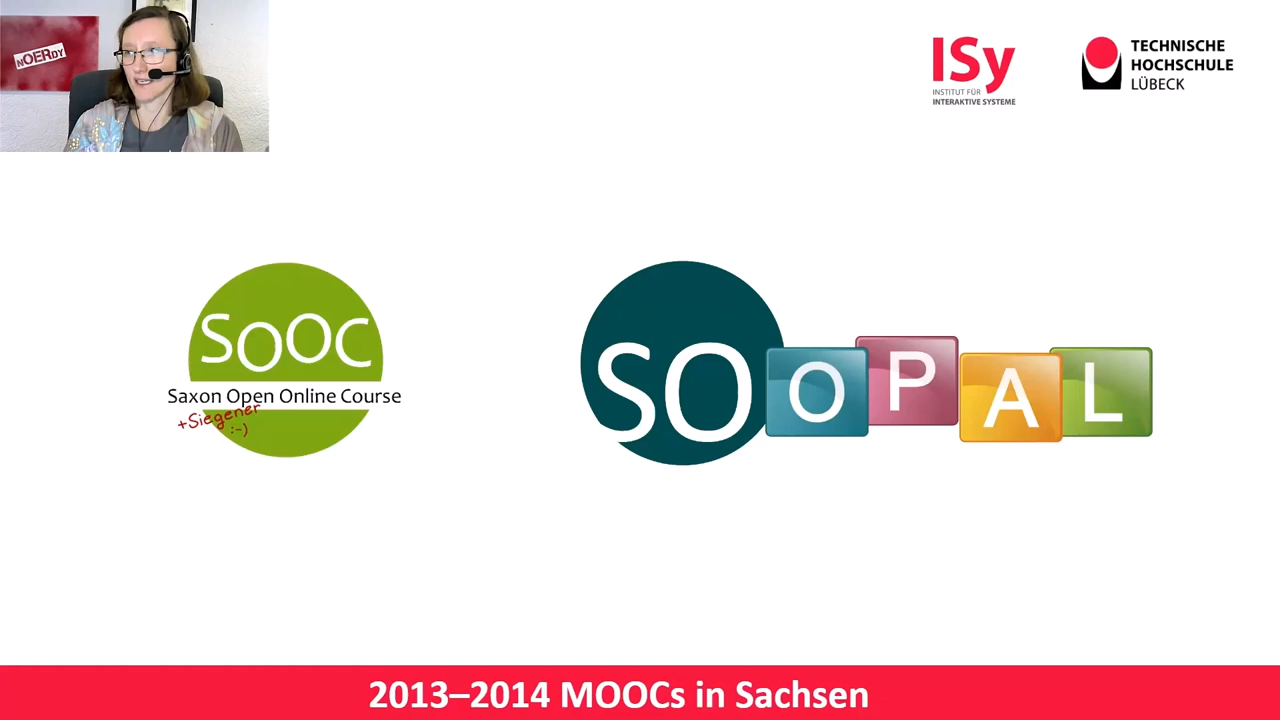 nOERDY
ISy
INSTITUT FÜR
INTERAKTIVE SYSTEME
TECHNISCHE
HOCHSCHULE
LÜBECK
SOOC
Saxon Open Online Course
+Siegener
:-)
SOOPAL
2013–2014 MOOCs in Sachsen